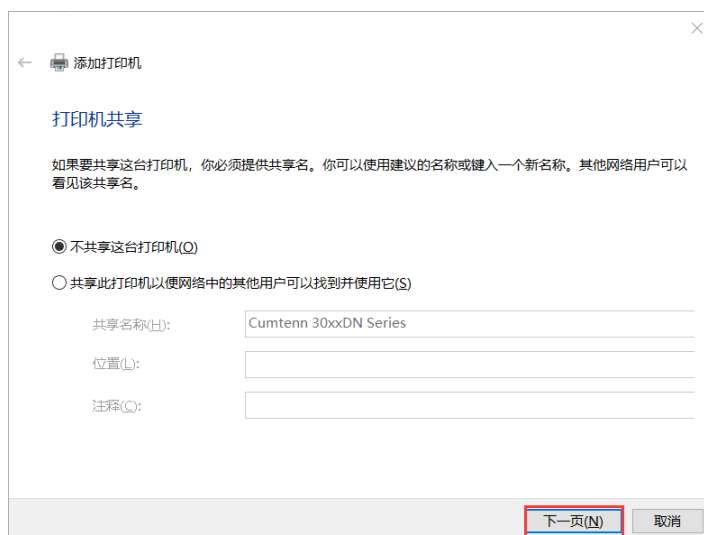 添加打印机
打印机共享
如果要共享这台打印机，你必须提供共享名。你可以使用建议的名称或键入一个新名称。其他网络用户可以
看见该共享名。
不共享这台打印机(O)
共享此打印机以便网络中的其他用户可以找到并使用它(S)
共享名称(H): Cumtenn 30xxDN Series
位置(L):
注释(C):
下一页(N) 取消